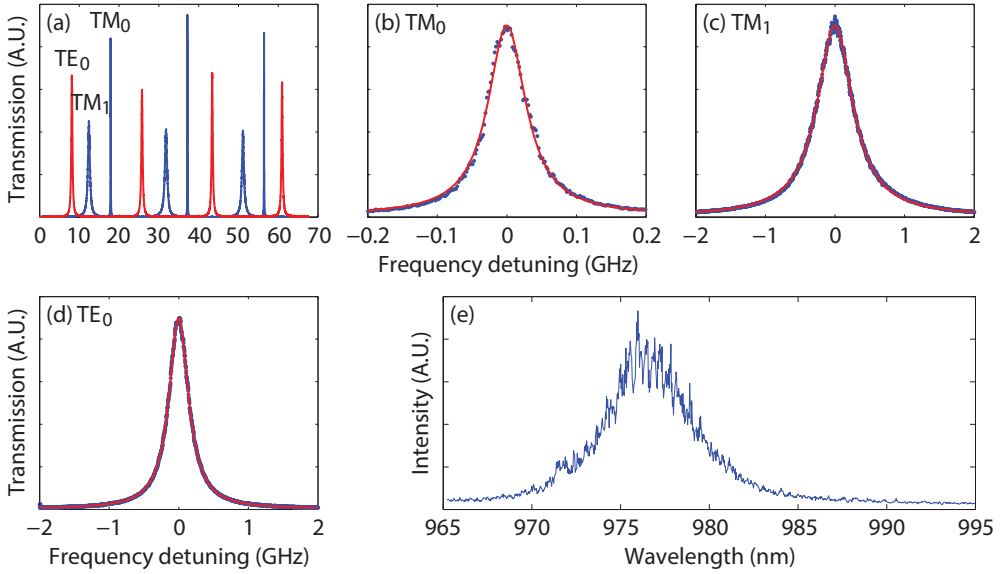 (a)
TM₀
TE₀
TM₁
Transmission (A.U.)
0 10 20 30 40 50 60 70
(b) TM₀
−0.2 −0.1 0 0.1 0.2
(c) TM₁
−2 −1 0 1 2
Frequency detuning (GHz)
(d) TE₀
Transmission (A.U.)
−2 −1 0 1 2
Frequency detuning (GHz)
(e)
Intensity (A.U.)
965 970 975 980 985 990 995
Wavelength (nm)